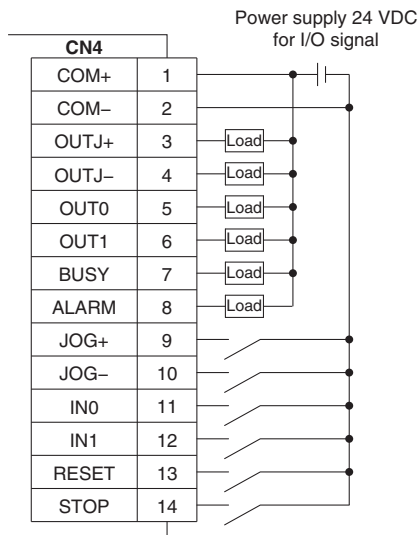 Power supply 24 VDC
for I/O signal
CN4
COM+ 1
COM− 2
OUTJ+ 3 Load
OUTJ− 4 Load
OUT0 5 Load
OUT1 6 Load
BUSY 7 Load
ALARM 8 Load
JOG+ 9
JOG− 10
IN0 11
IN1 12
RESET 13
STOP 14